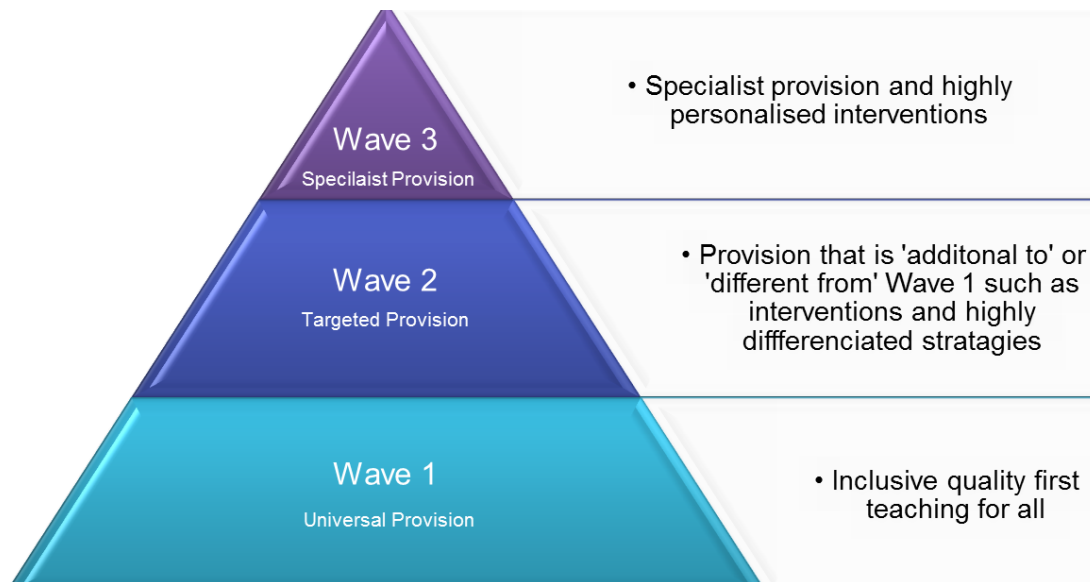 Wave 3
Specilaist Provision
• Specialist provision and highly
personalised interventions
Wave 2
Targeted Provision
• Provision that is 'additonal to' or
'different from' Wave 1 such as
interventions and highly
diffferenciated stratagies
Wave 1
Universal Provision
• Inclusive quality first
teaching for all